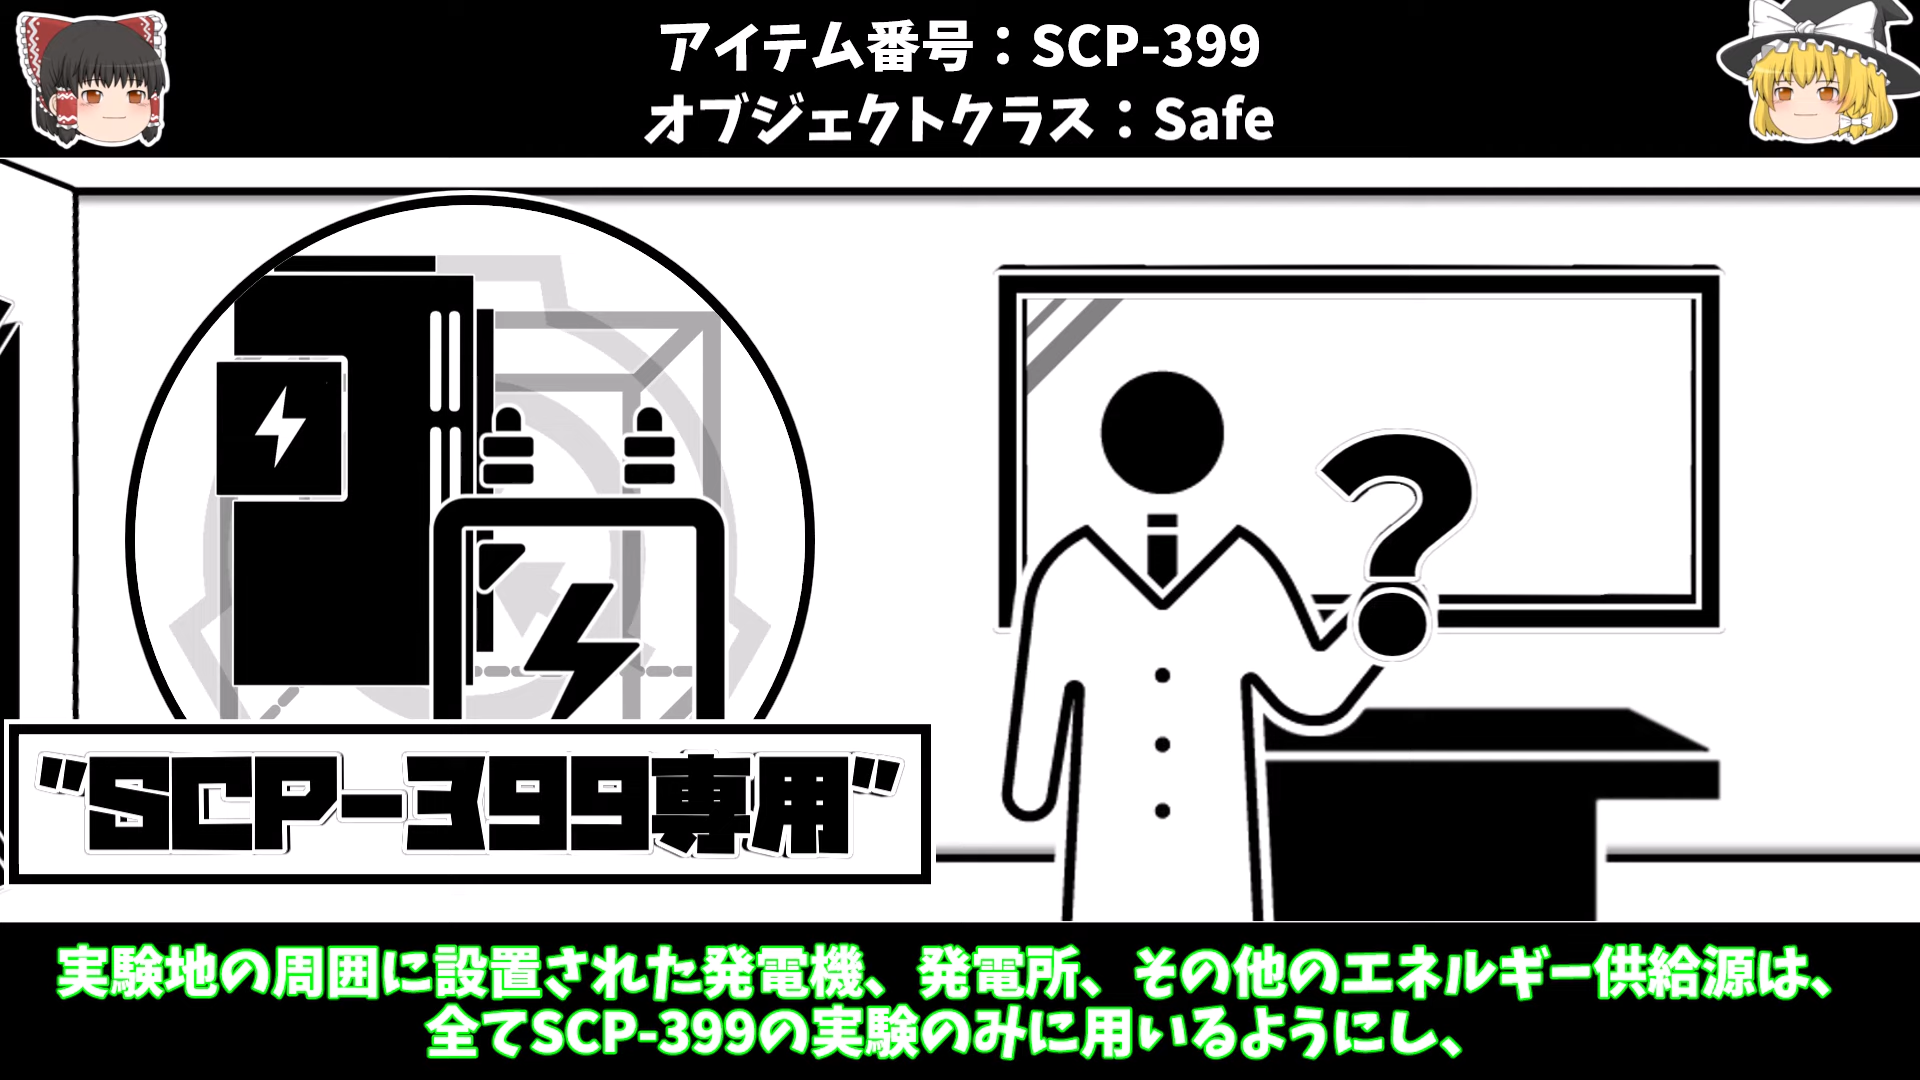 アイテム番号：SCP-399
オブジェクトクラス：Safe
"SCP-399専用"
実験地の周囲に設置された発電機、発電所、その他のエネルギー供給源は、
全てSCP-399の実験のみに用いるようにし、